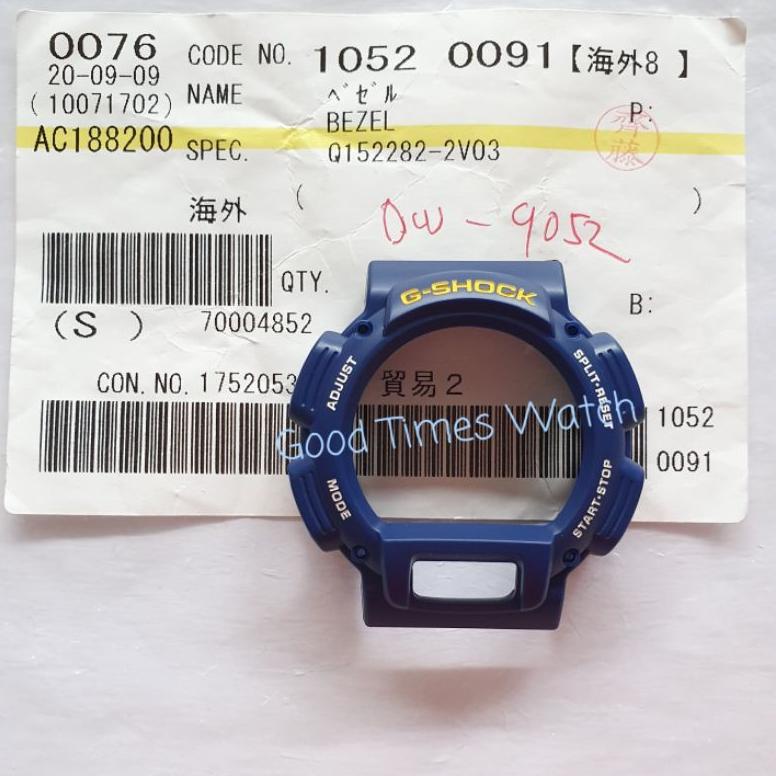 0076 CODE NO. 1052 0091【海外8 】
20-09-09
(10071702) NAME ベゼル P:
BEZEL
AC188200 SPEC. Q152282-2V03
齊藤
海外 ( )
DW-9052
QTY.
B:
(S ) 70004852
CON.NO. 1752053 貿易2
1052
0091
G-SHOCK
ADJUST
SPLIT·RESET
MODE
START·STOP
Good Times Watch